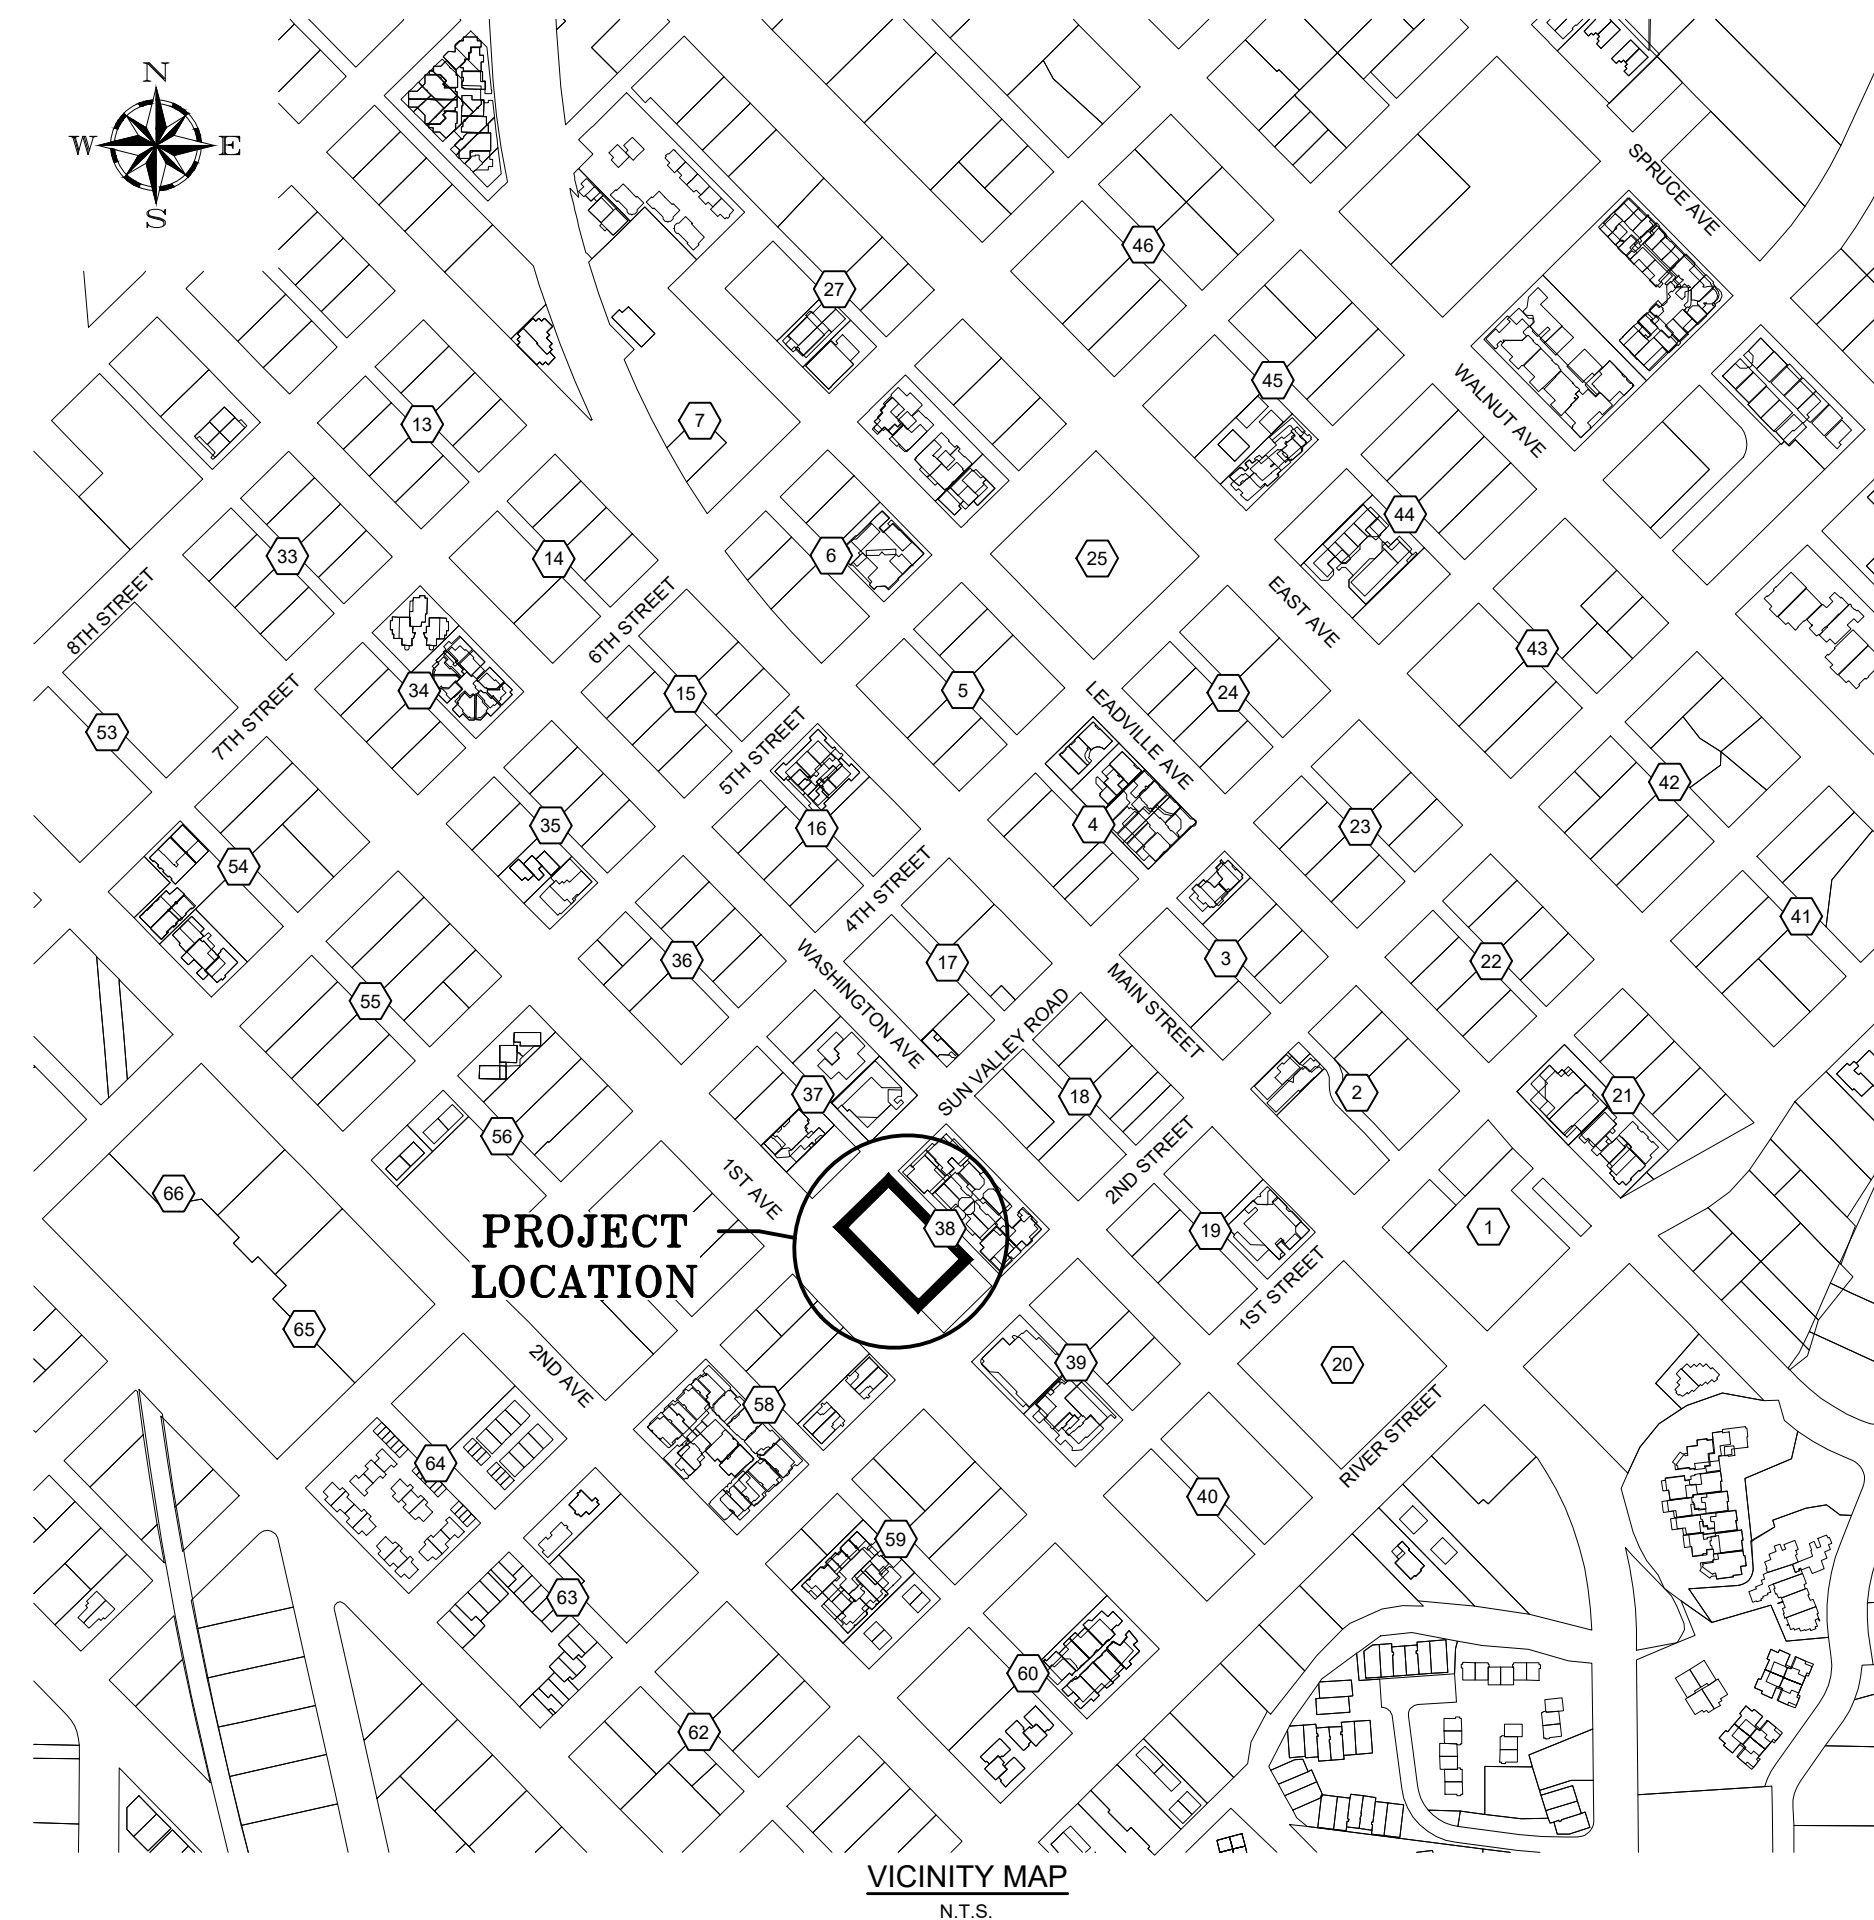 N
W E
S
SPRUCE AVE
46
27
45
WALNUT AVE
13
7
44
33
14
6
25
8TH STREET
6TH STREET
EAST AVE
43
34
15
5
24
7TH STREET
53
5TH STREET
LEADVILLE AVE
42
35
16
4
23
54
4TH STREET
41
36
17
3
22
WASHINGTON AVE
MAIN STREET
55
SUN VALLEY ROAD
37
18
2
21
56
2ND STREET
66
1ST AVE
38
19
1
PROJECT
LOCATION
1ST STREET
65
2ND AVE
39
20
58
RIVER STREET
64
40
59
63
60
62
VICINITY MAP
N.T.S.